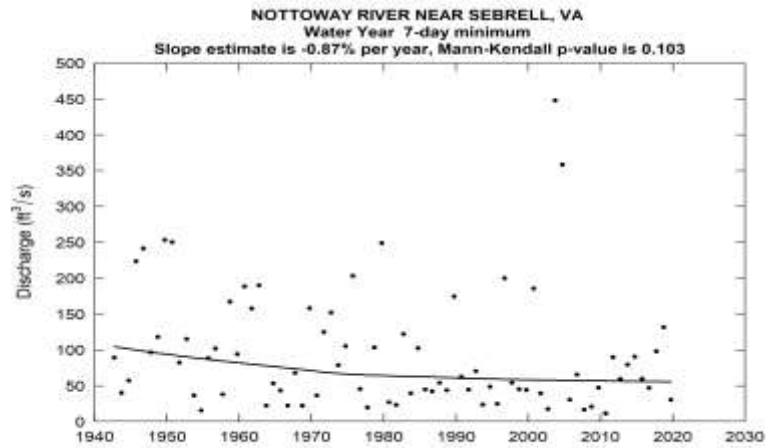 NOTTOWAY RIVER NEAR SEBRELL, VA
Water Year 7-day minimum
Slope estimate is -0.87% per year, Mann-Kendall p-value is 0.103
500
450
400
350
300
250
200
150
100
50
0
Discharge (ft³/s)
1940 1950 1960 1970 1980 1990 2000 2010 2020 2030